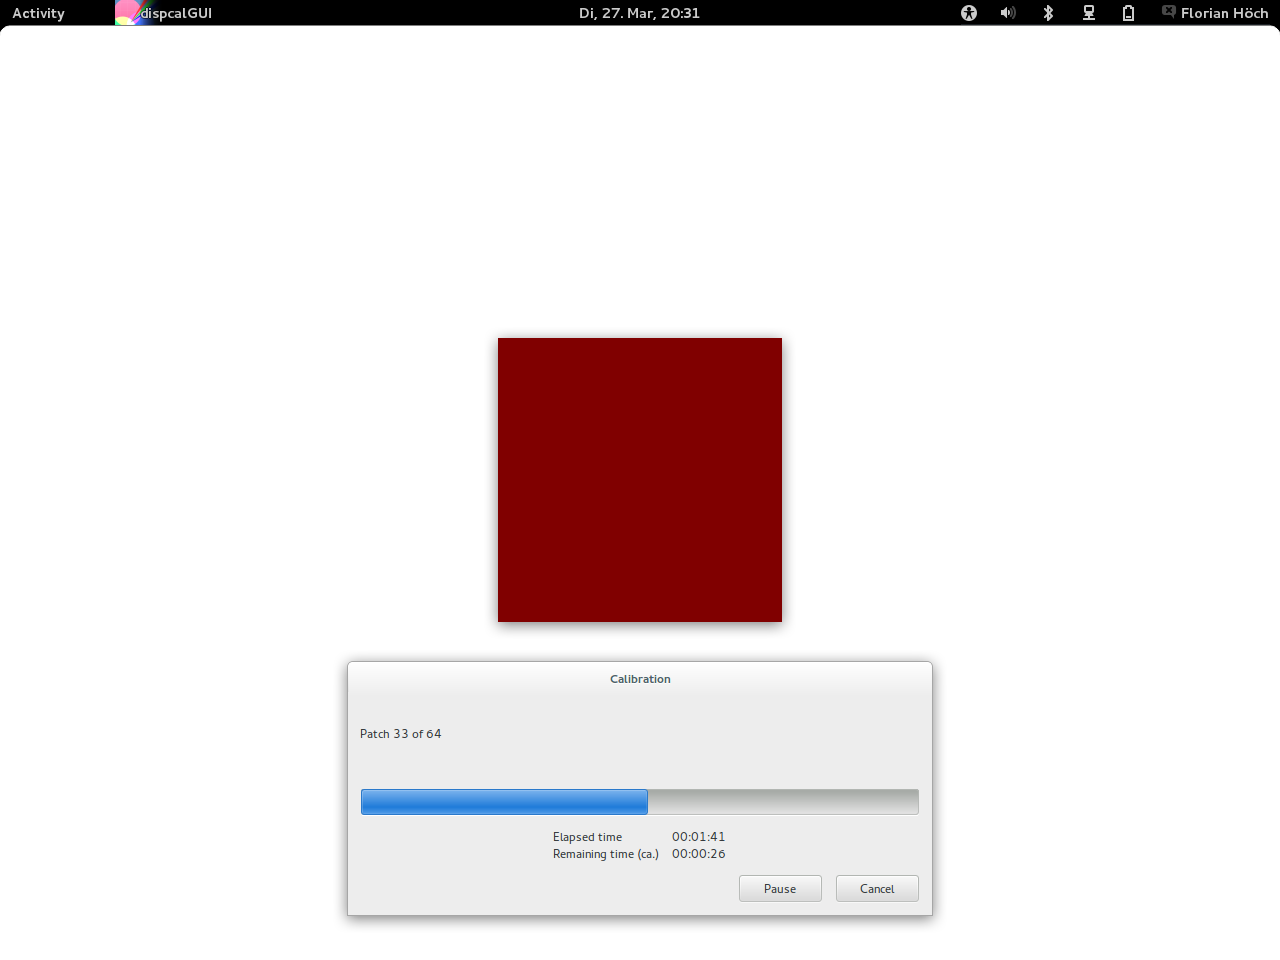 Activity dispcalGUI Di, 27. Mar, 20:31 Florian Höch
Calibration
Patch 33 of 64
Elapsed time 00:01:41
Remaining time (ca.) 00:00:26
Pause Cancel